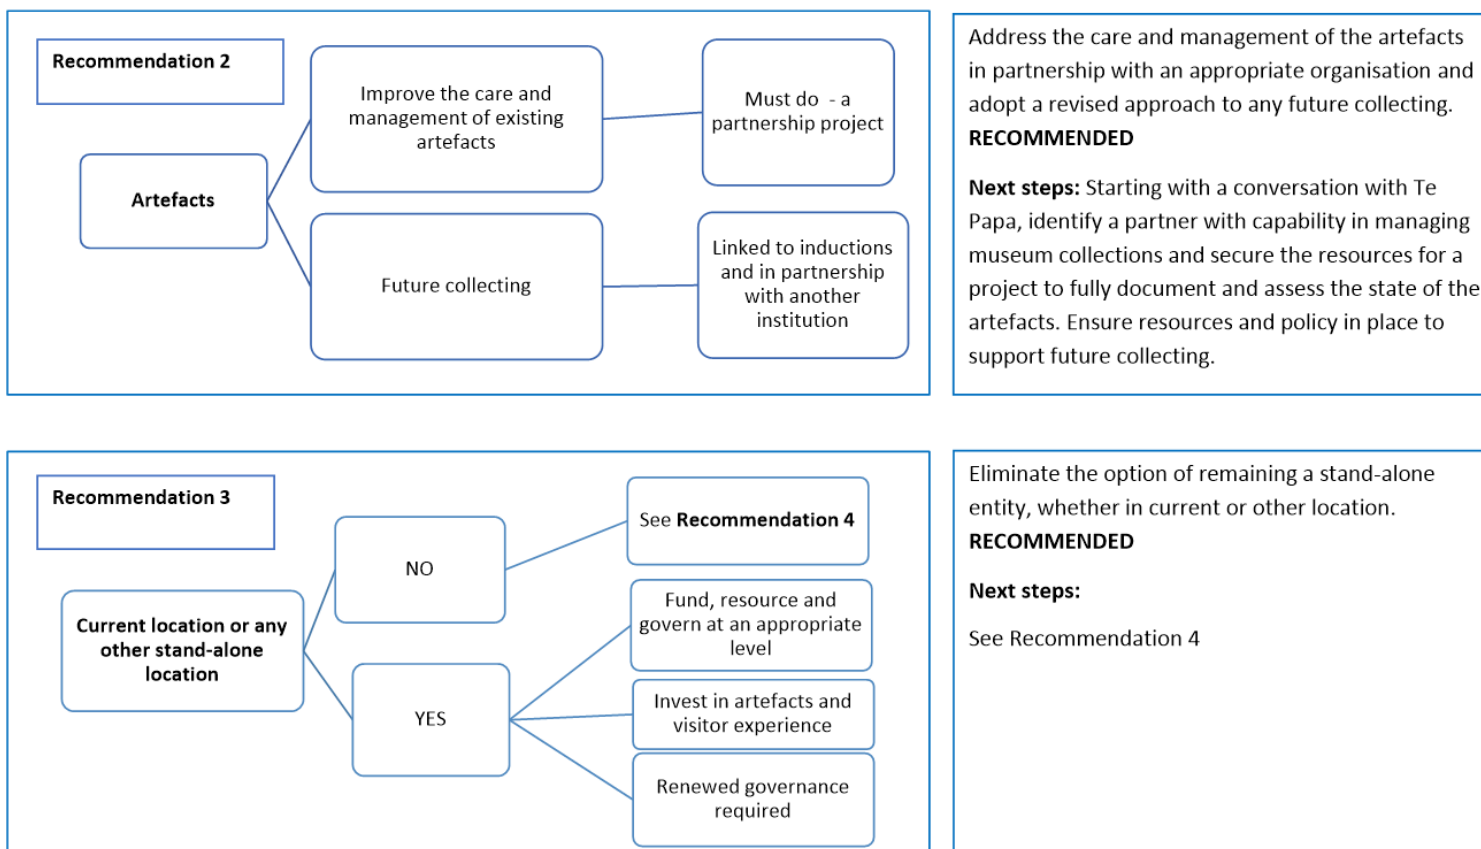 Recommendation 2
Artefacts
Improve the care and
management of existing
artefacts
Must do  - a
partnership project
Future collecting
Linked to inductions
and in partnership
with another
institution
Address the care and management of the artefacts
in partnership with an appropriate organisation and
adopt a revised approach to any future collecting.
RECOMMENDED
Next steps: Starting with a conversation with Te
Papa, identify a partner with capability in managing
museum collections and secure the resources for a
project to fully document and assess the state of the
artefacts. Ensure resources and policy in place to
support future collecting.
Recommendation 3
Current location or any
other stand-alone
location
NO
See Recommendation 4
YES
Fund, resource and
govern at an appropriate
level
Invest in artefacts and
visitor experience
Renewed governance
required
Eliminate the option of remaining a stand-alone
entity, whether in current or other location.
RECOMMENDED
Next steps:
See Recommendation 4